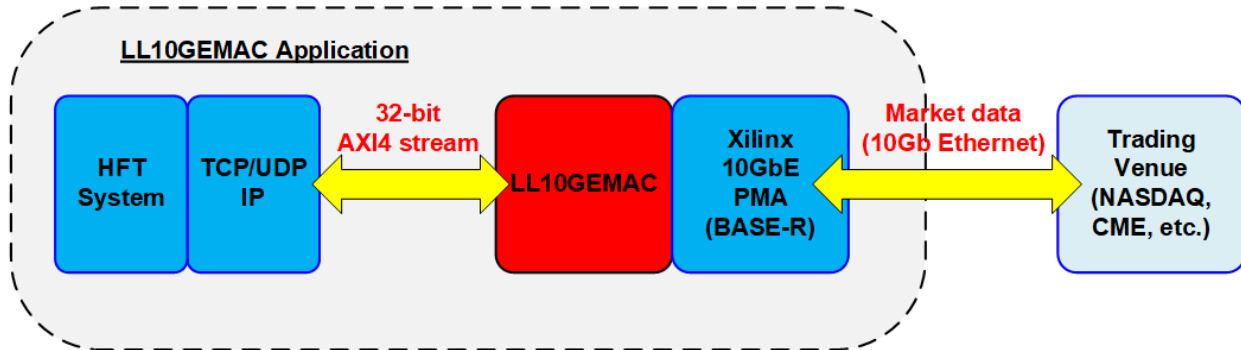 LL10GEMAC Application
HFT
System
TCP/UDP
IP
32-bit
AXI4 stream
LL10GEMAC
Xilinx
10GbE
PMA
(BASE-R)
Market data
(10Gb Ethernet)
Trading
Venue
(NASDAQ,
CME, etc.)